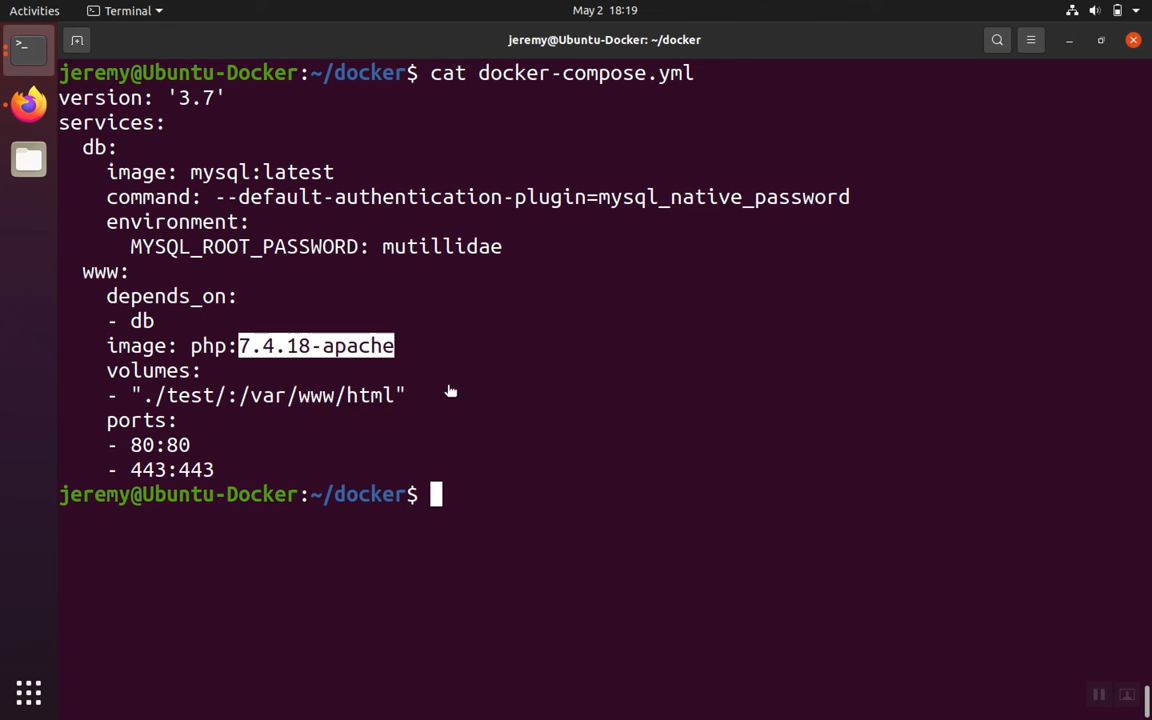 Activities Terminal May 2 18:19
jeremy@Ubuntu-Docker: ~/docker
jeremy@Ubuntu-Docker:~/docker$ cat docker-compose.yml
version: '3.7'
services:
  db:
    image: mysql:latest
    command: --default-authentication-plugin=mysql_native_password
    environment:
      MYSQL_ROOT_PASSWORD: mutillidae
  www:
    depends_on:
    - db
    image: php:7.4.18-apache
    volumes:
    - "./test/:/var/www/html"
    ports:
    - 80:80
    - 443:443
jeremy@Ubuntu-Docker:~/docker$